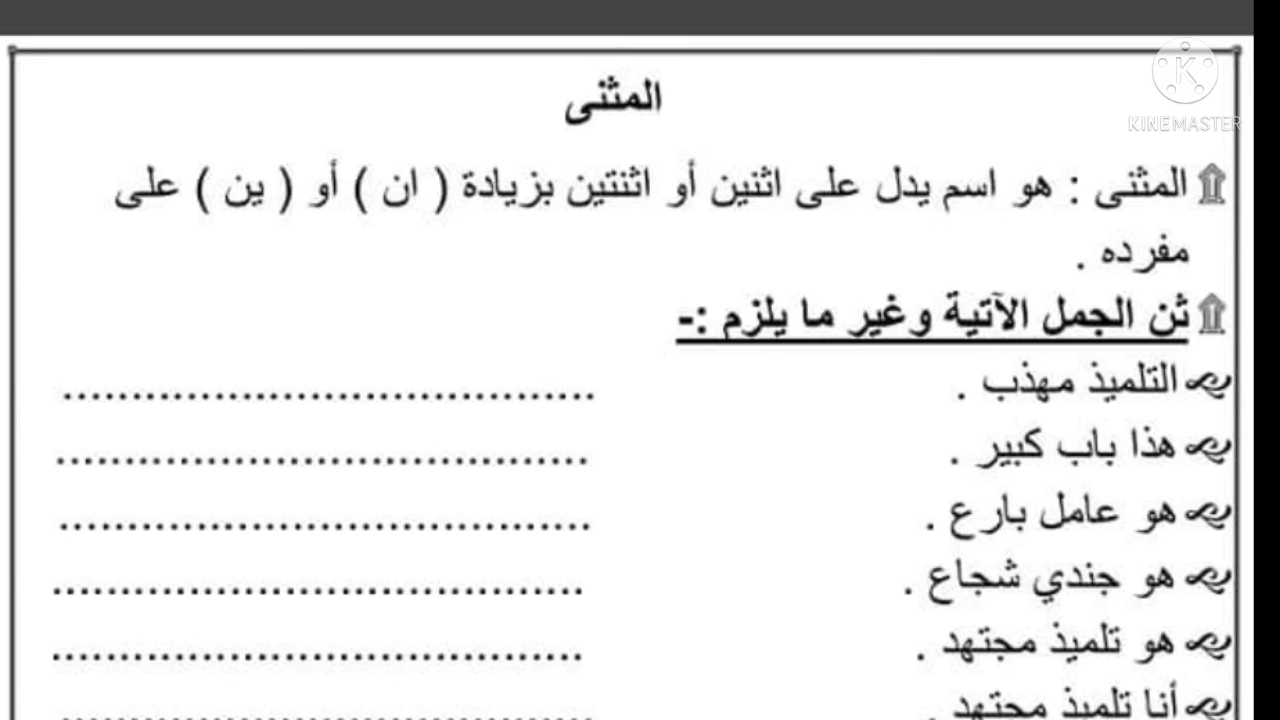 KINEMASTER
المثنى
المثنى : هو اسم يدل على اثنين أو اثنتين بزيادة ( ان ) أو ( ين ) على
مفرده .
ثن الجمل الآتية وغير ما يلزم :-
التلميذ مهذب . .......................................
هذا باب كبير . .......................................
هو عامل بارع . .......................................
هو جندي شجاع . .......................................
هو تلميذ مجتهد . .......................................
أنا تلميذ مجتهد . .......................................